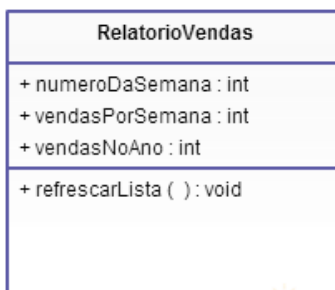 RelatorioVendas
+ numeroDaSemana : int
+ vendasPorSemana : int
+ vendasNoAno : int
+ refrescarLista ( ) : void